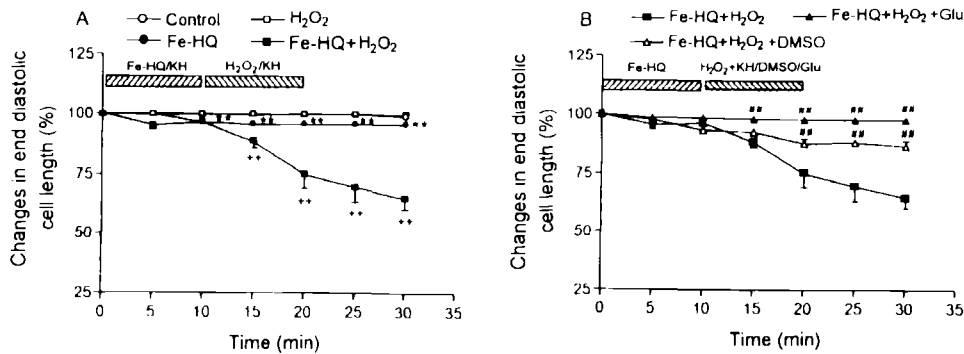 A
Control
H₂O₂
Fe-HQ
Fe-HQ+H₂O₂
Fe-HQ/KH
H₂O₂/KH
Changes in end diastolic
cell length (%)
125
100
75
50
25
**
**
**
**
**
++
++
++
++
0 5 10 15 20 25 30 35
Time (min)
B
Fe-HQ+H₂O₂
Fe-HQ+H₂O₂+Glu
Fe-HQ+H₂O₂+DMSO
Fe-HQ
H₂O₂+KH/DMSO/Glu
Changes in end diastolic
cell length (%)
125
100
75
50
25
## ## ## ##
## ## ##
0 5 10 15 20 25 30 35
Time (min)